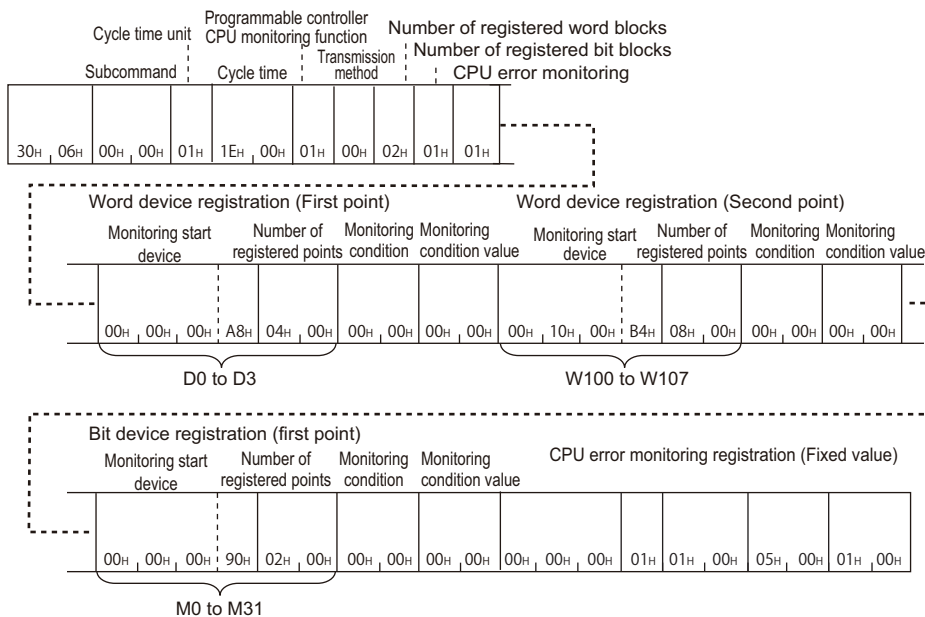 Programmable controller
Cycle time unit CPU monitoring function Number of registered word blocks
Transmission Number of registered bit blocks
Subcommand Cycle time method CPU error monitoring
30H 06H 00H 00H 01H 1EH 00H 01H 00H 02H 01H 01H
Word device registration (First point) Word device registration (Second point)
Monitoring start Number of Monitoring Monitoring Monitoring start Number of Monitoring Monitoring
device registered points condition condition value device registered points condition condition value
00H 00H 00H A8H 04H 00H 00H 00H 00H 00H 00H 10H 00H B4H 08H 00H 00H 00H 00H 00H
D0 to D3 W100 to W107
Bit device registration (first point)
Monitoring start Number of Monitoring Monitoring CPU error monitoring registration (Fixed value)
device registered points condition condition value
00H 00H 00H 90H 02H 00H 00H 00H 00H 00H 00H 00H 00H 01H 01H 00H 05H 00H 01H 00H
M0 to M31